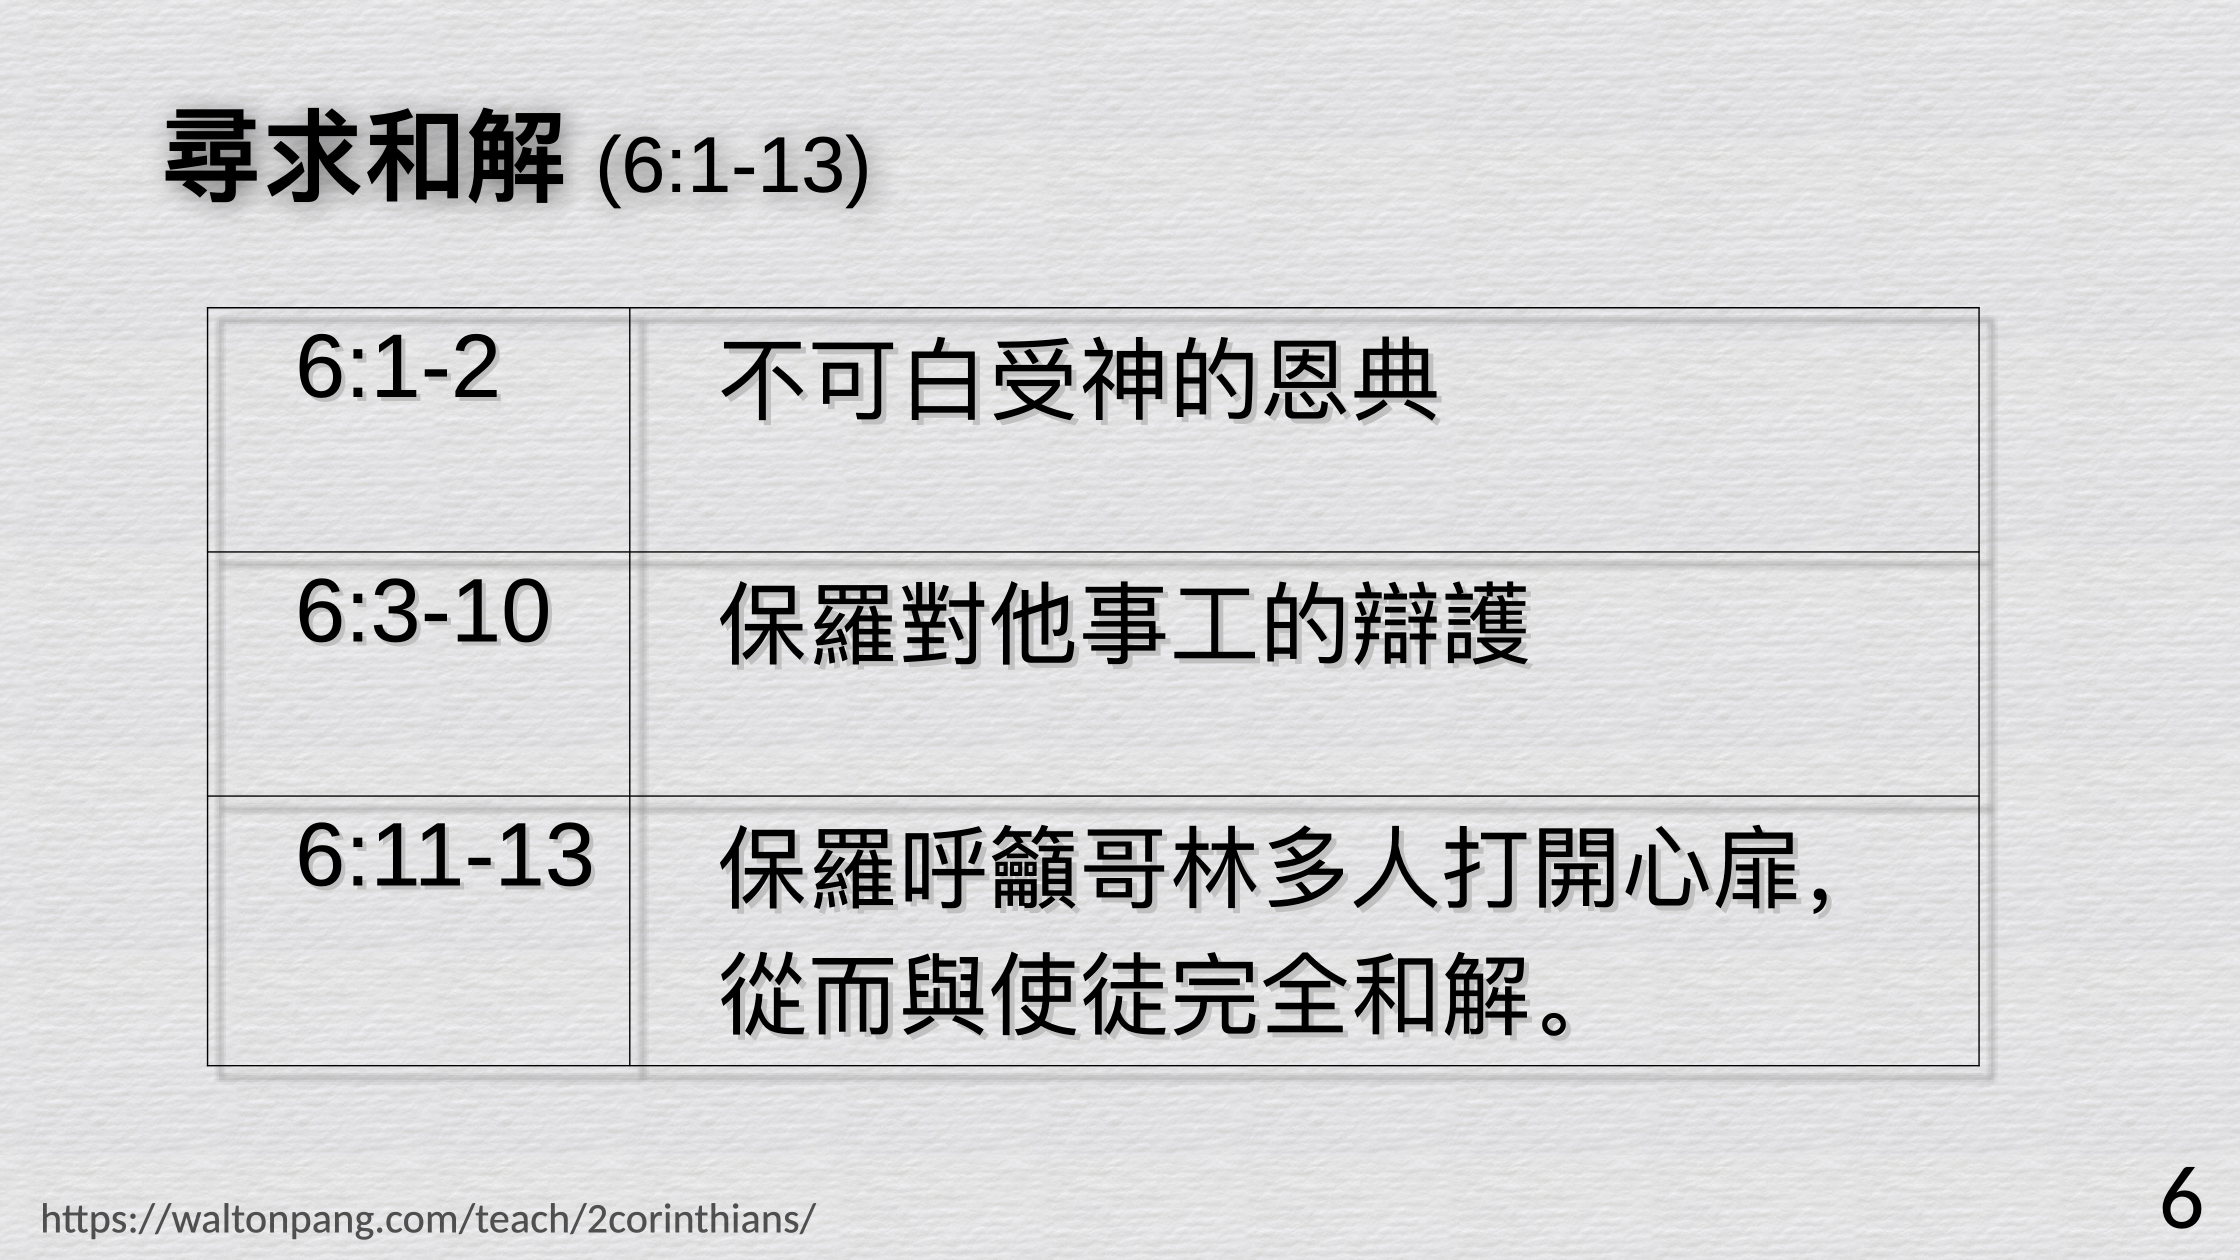 尋求和解 (6:1-13)
6:1-2 不可白受神的恩典
6:3-10 保羅對他事工的辯護
6:11-13 保羅呼籲哥林多人打開心扉，
從而與使徒完全和解。
https://waltonpang.com/teach/2corinthians/
6